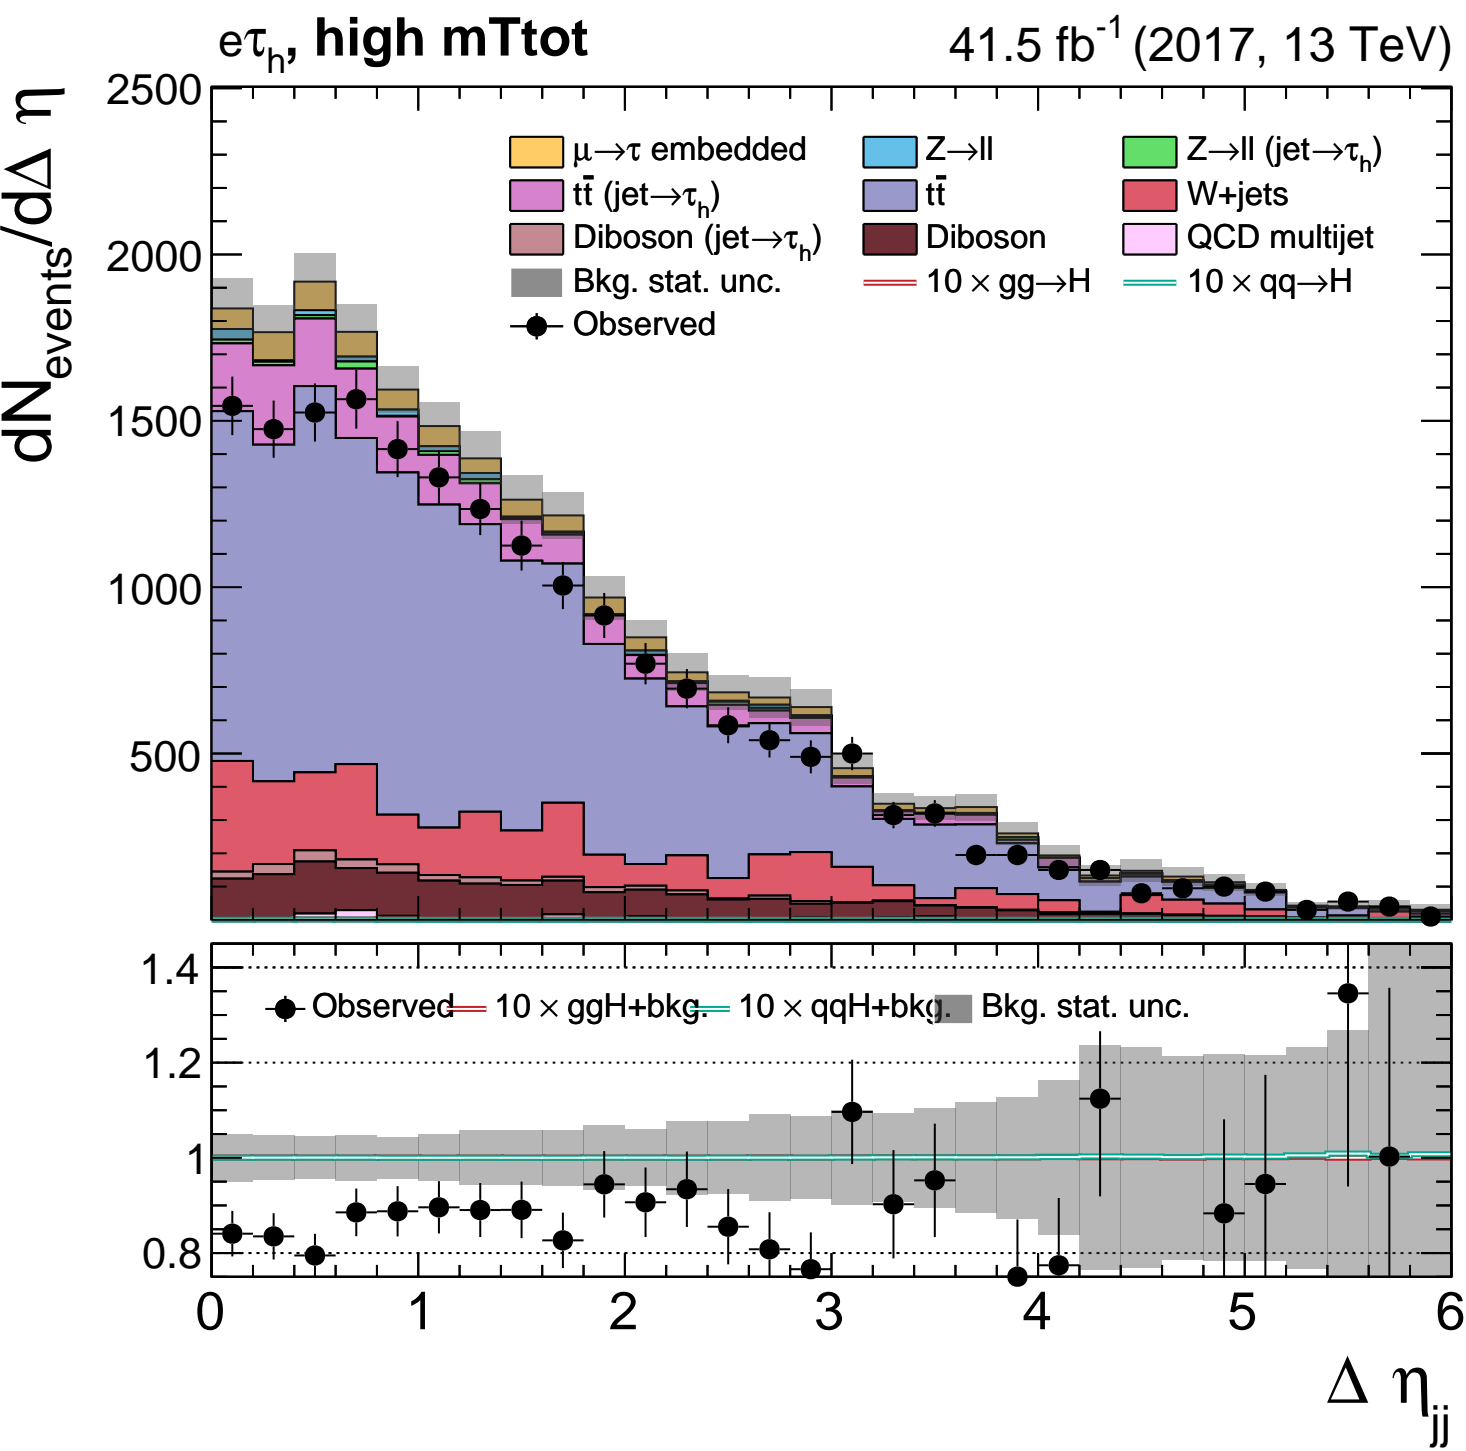 eτh, high mTtot 41.5 fb-1 (2017, 13 TeV)
dNevents/dΔ η
2500
2000
1500
1000
500
μ→τ embedded Z→ll Z→ll (jet→τh)
tt̄ (jet→τh) tt̄ W+jets
Diboson (jet→τh) Diboson QCD multijet
Bkg. stat. unc. 10 × gg→H 10 × qq→H
Observed
1.4
Observed 10 × ggH+bkg. 10 × qqH+bkg. Bkg. stat. unc.
1.2
1
0.8
0 1 2 3 4 5 6
Δ ηjj